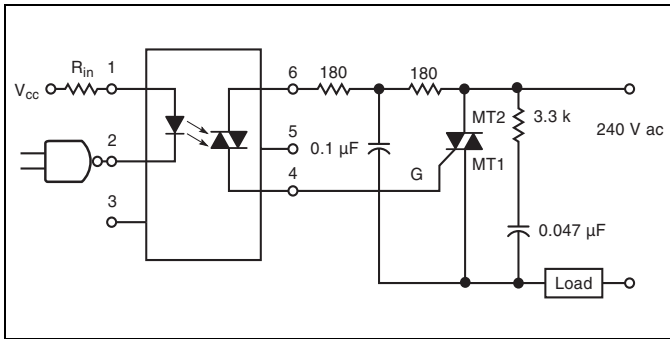 Rin 1 6 180 180
Vcc MT2 3.3 k
5 240 V ac
2 0.1 µF MT1
4 G
3
0.047 µF
Load